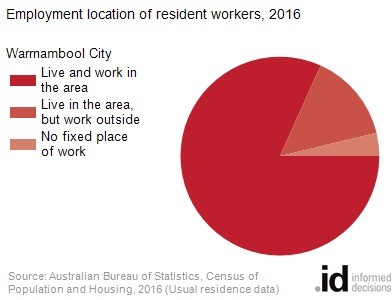 Employment location of resident workers, 2016
Warrnambool City
Live and work in
the area
Live in the area,
but work outside
No fixed place
of work
Source: Australian Bureau of Statistics, Census of
Population and Housing, 2016 (Usual residence data)
.id informed
decisions